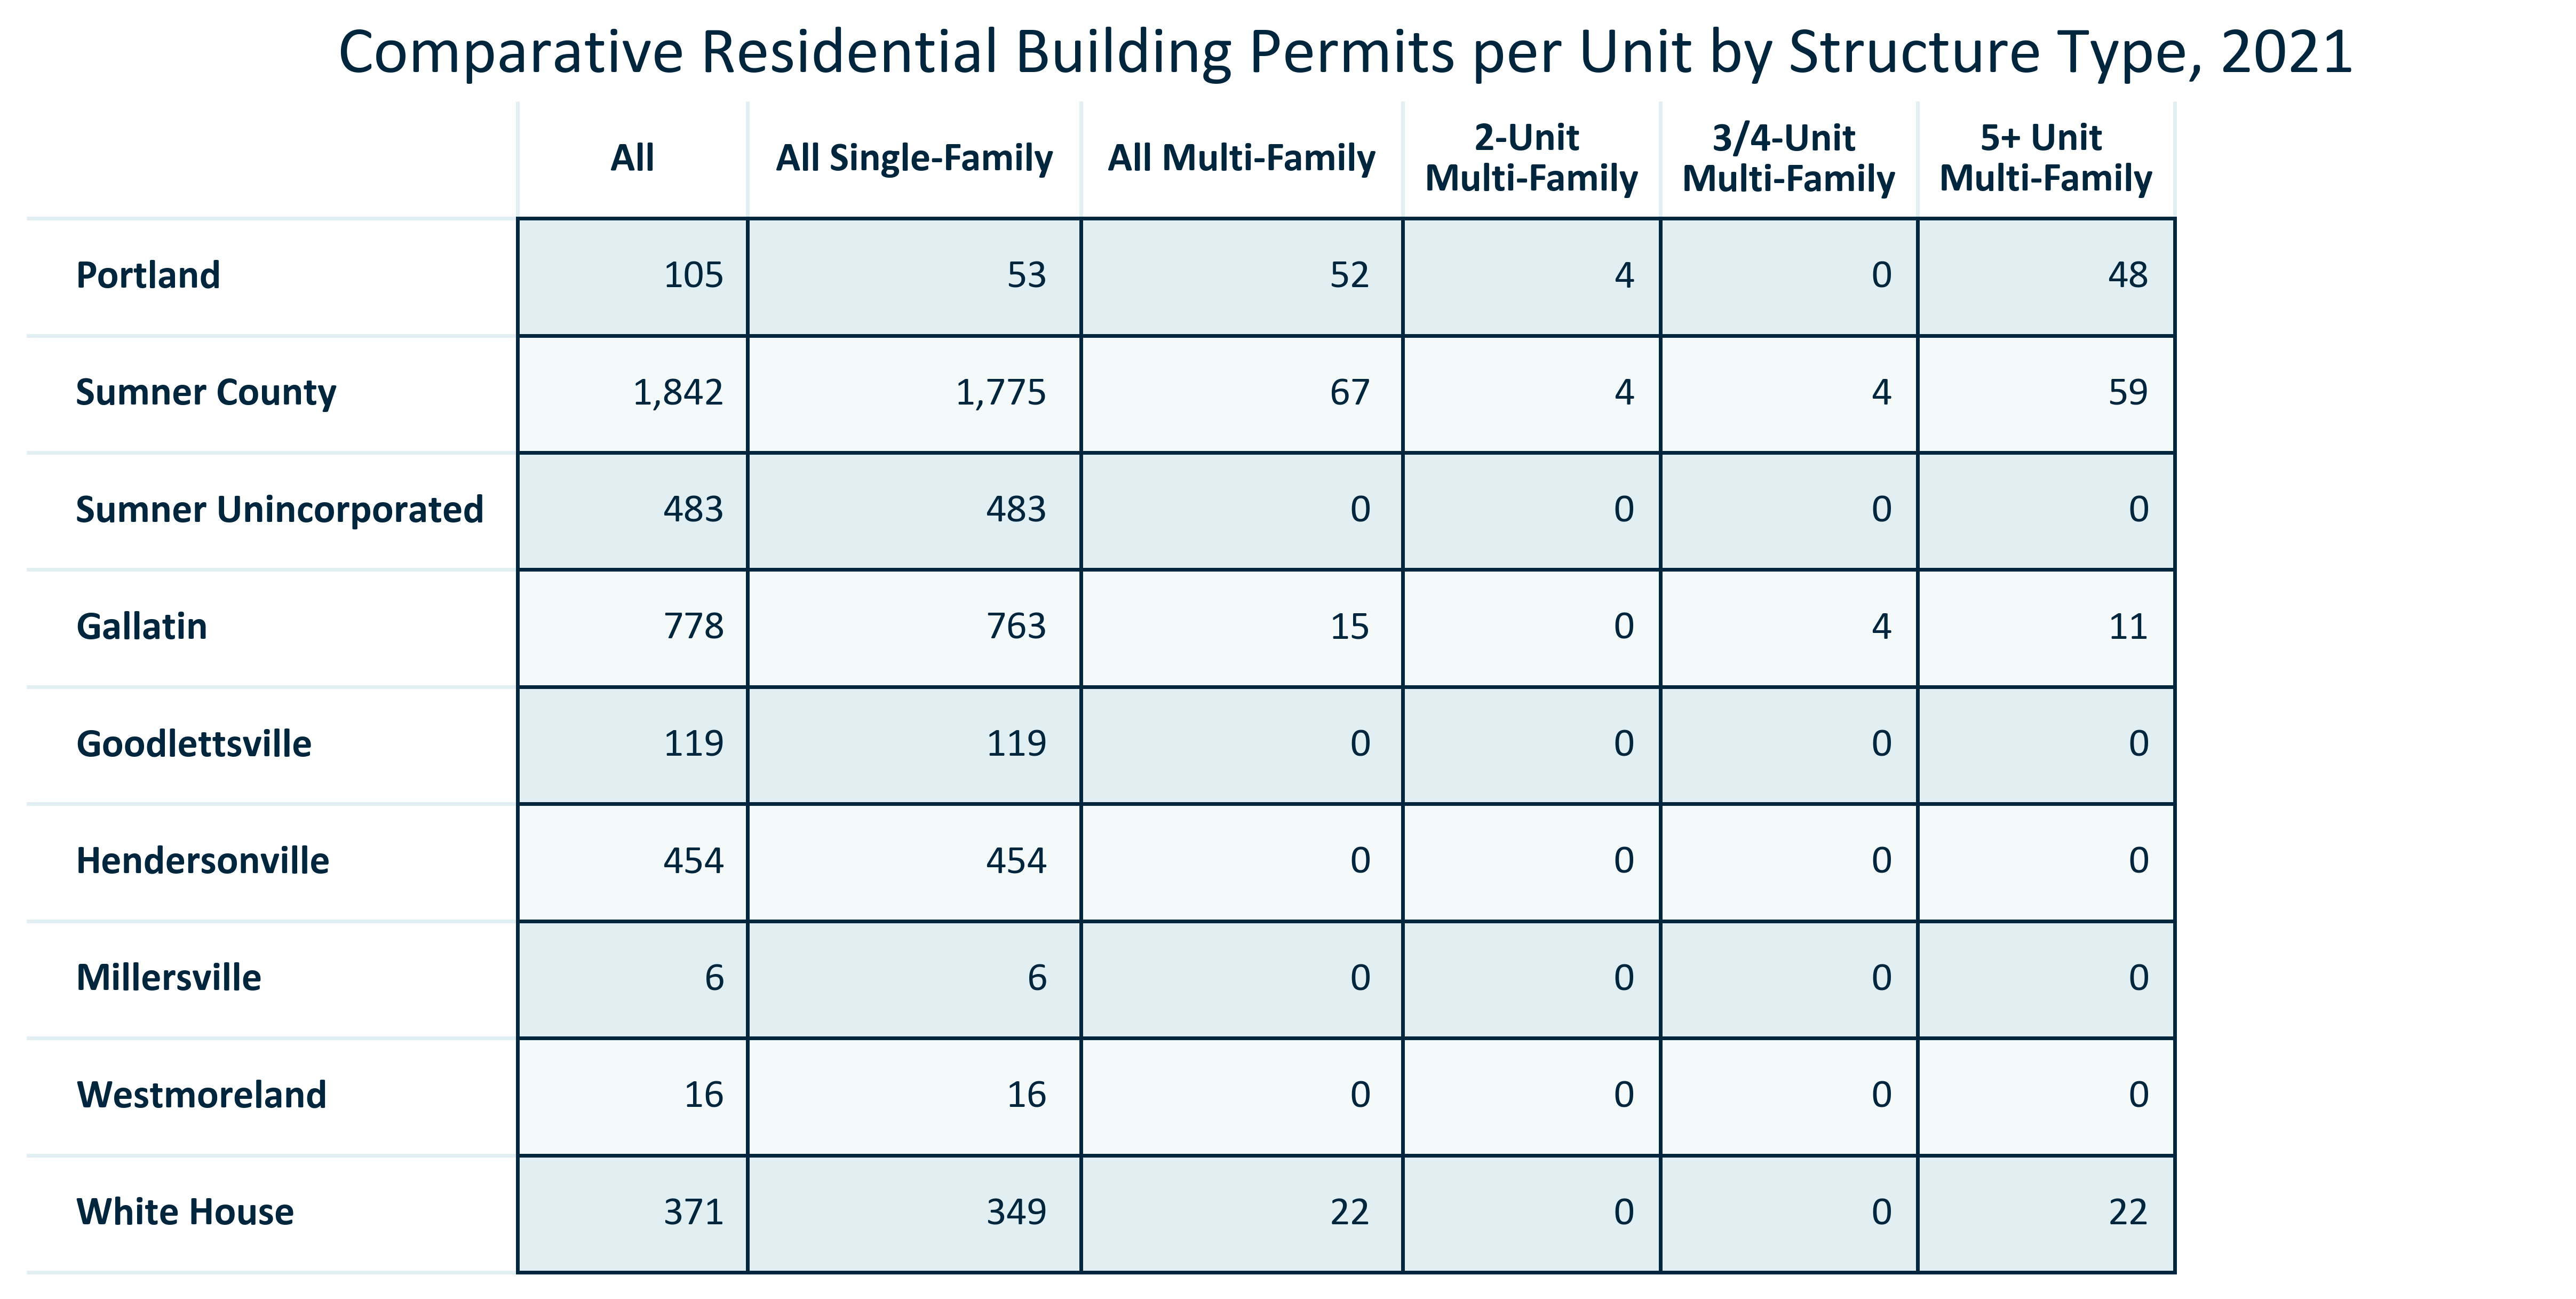 Comparative Residential Building Permits per Unit by Structure Type, 2021
All All Single-Family All Multi-Family 2-Unit Multi-Family 3/4-Unit Multi-Family 5+ Unit Multi-Family
Portland 105 53 52 4 0 48
Sumner County 1,842 1,775 67 4 4 59
Sumner Unincorporated 483 483 0 0 0 0
Gallatin 778 763 15 0 4 11
Goodlettsville 119 119 0 0 0 0
Hendersonville 454 454 0 0 0 0
Millersville 6 6 0 0 0 0
Westmoreland 16 16 0 0 0 0
White House 371 349 22 0 0 22